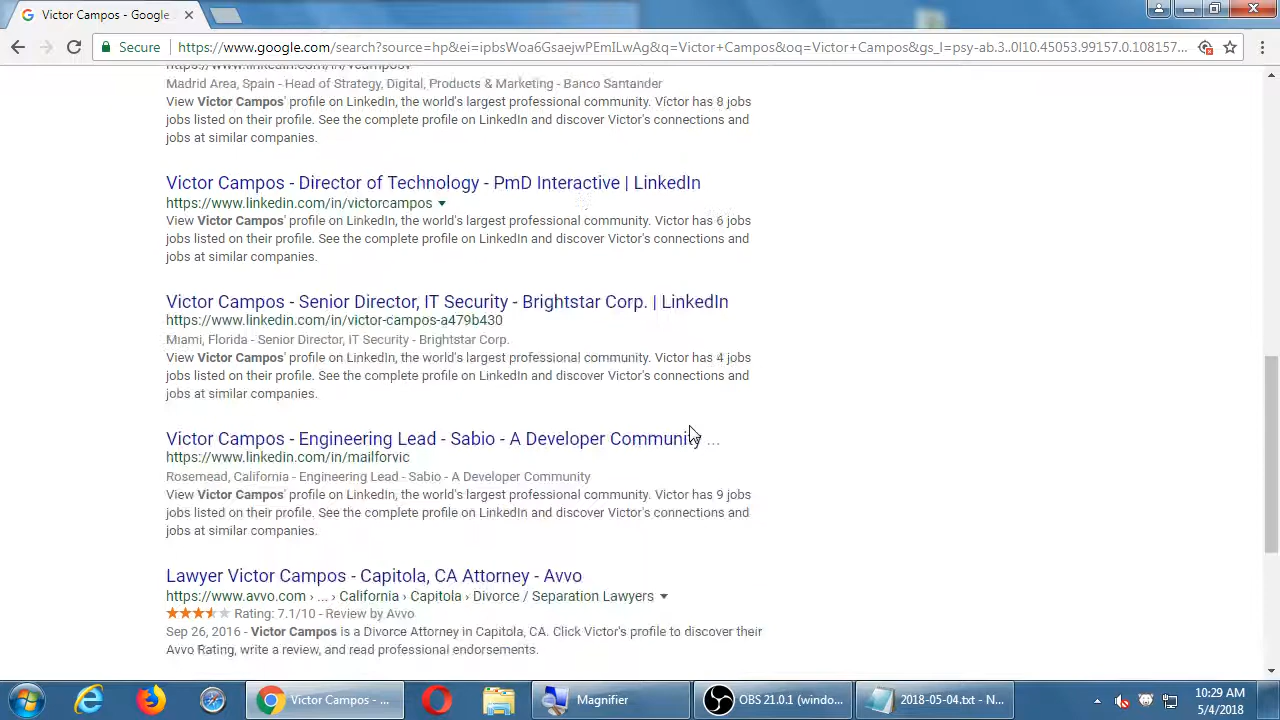 Victor Campos - Google
Secure
https://www.google.com/search?source=hp&ei=ipbsWoa6GsaejwPEmILwAg&q=Victor+Campos&oq=Victor+Campos&gs_l=psy-ab.3..0l10.45053.99157.0.108157...
https://www.linkedin.com/in/vcamposv
Madrid Area, Spain - Head of Strategy, Digital, Products & Marketing - Banco Santander
View Victor Campos' profile on LinkedIn, the world's largest professional community. Víctor has 8 jobs
jobs listed on their profile. See the complete profile on LinkedIn and discover Victor's connections and
jobs at similar companies.
Victor Campos - Director of Technology - PmD Interactive | LinkedIn
https://www.linkedin.com/in/victorcampos
View Victor Campos' profile on LinkedIn, the world's largest professional community. Victor has 6 jobs
jobs listed on their profile. See the complete profile on LinkedIn and discover Victor's connections and
jobs at similar companies.
Victor Campos - Senior Director, IT Security - Brightstar Corp. | LinkedIn
https://www.linkedin.com/in/victor-campos-a479b430
Miami, Florida - Senior Director, IT Security - Brightstar Corp.
View Victor Campos' profile on LinkedIn, the world's largest professional community. Victor has 4 jobs
jobs listed on their profile. See the complete profile on LinkedIn and discover Victor's connections and
jobs at similar companies.
Victor Campos - Engineering Lead - Sabio - A Developer Community ...
https://www.linkedin.com/in/mailforvic
Rosemead, California - Engineering Lead - Sabio - A Developer Community
View Victor Campos' profile on LinkedIn, the world's largest professional community. Victor has 9 jobs
jobs listed on their profile. See the complete profile on LinkedIn and discover Victor's connections and
jobs at similar companies.
Lawyer Victor Campos - Capitola, CA Attorney - Avvo
https://www.avvo.com › ... › California › Capitola › Divorce / Separation Lawyers
Rating: 7.1/10 - Review by Avvo
Sep 26, 2016 - Victor Campos is a Divorce Attorney in Capitola, CA. Click Victor's profile to discover their
Avvo Rating, write a review, and read professional endorsements.
Victor Campos - ...
Magnifier
OBS 21.0.1 (windo...
2018-05-04.txt - N...
10:29 AM
5/4/2018